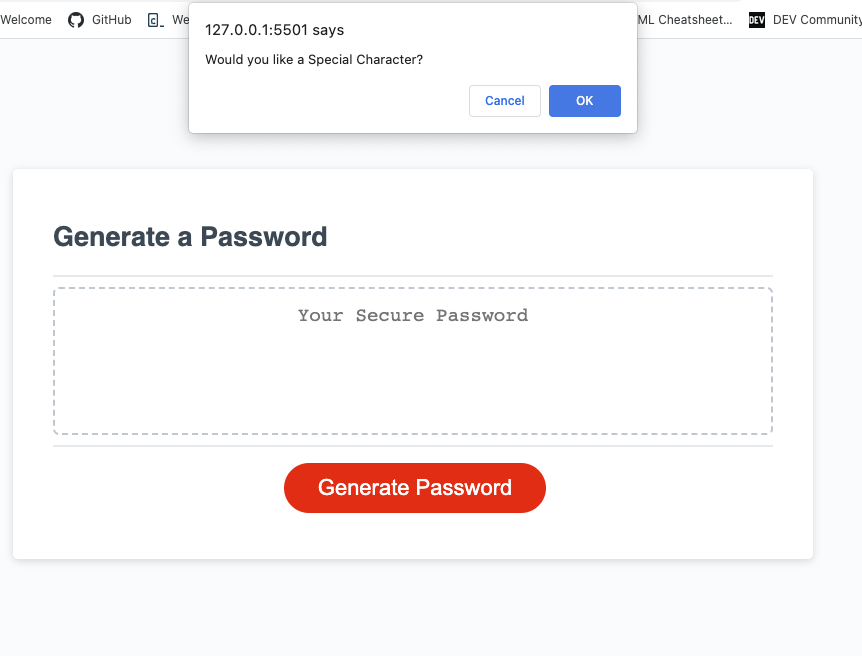 Welcome GitHub We ML Cheatsheet... DEV DEV Community
127.0.0.1:5501 says
Would you like a Special Character?
Cancel OK
Generate a Password
Your Secure Password
Generate Password